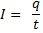 I = q/t